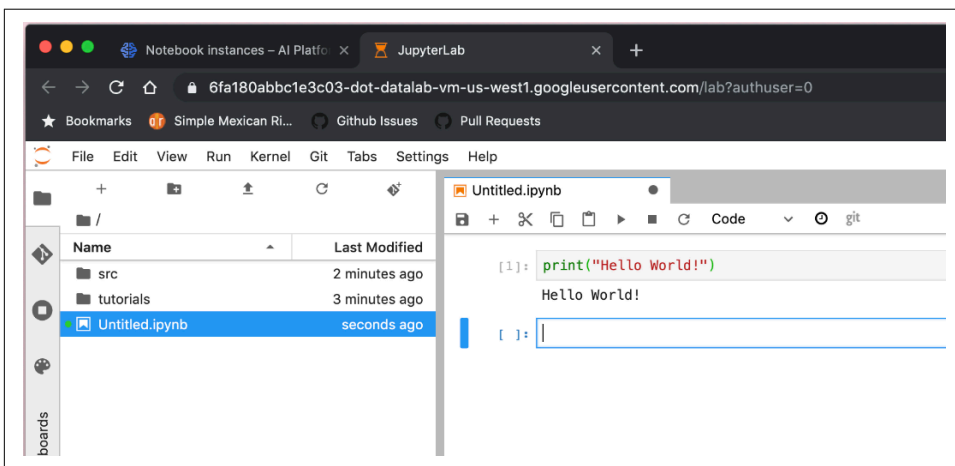 Notebook instances – AI Platfo
JupyterLab
6fa180abbc1e3c03-dot-datalab-vm-us-west1.googleusercontent.com/lab?authuser=0
Bookmarks Simple Mexican Ri... Github Issues Pull Requests
File Edit View Run Kernel Git Tabs Settings Help
/
Name Last Modified
src 2 minutes ago
tutorials 3 minutes ago
Untitled.ipynb seconds ago
boards
Untitled.ipynb
Code git
[1]: print("Hello World!")
Hello World!
[ ]: